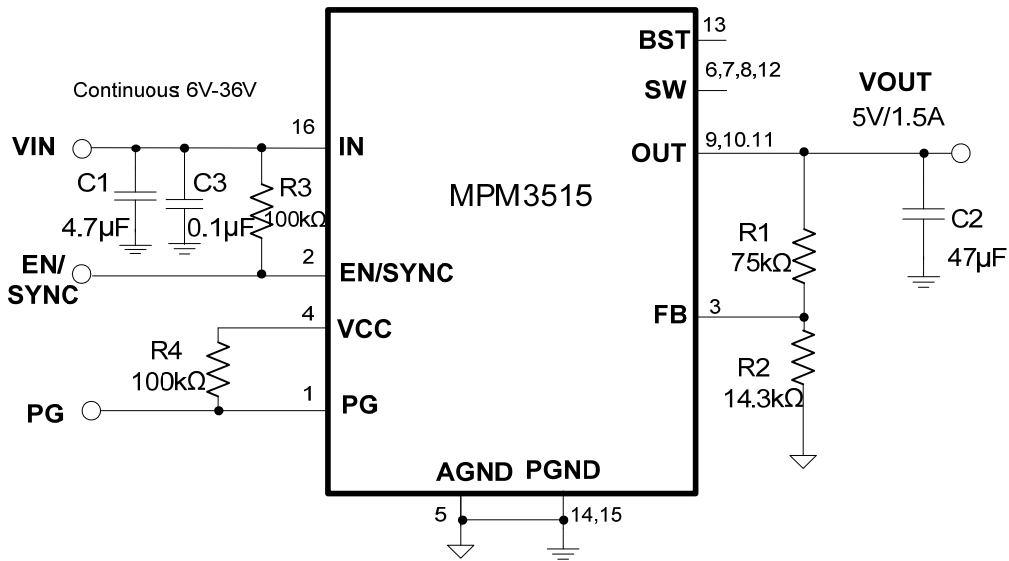 13
BST
6,7,8,12
SW
Continuous: 6V-36V
VOUT
5V/1.5A
VIN
16
IN
OUT
9,10.11
MPM3515
C1
4.7µF
C3
0.1µF
R3
100kΩ
EN/
SYNC
2
EN/SYNC
R1
75kΩ
C2
47µF
4
VCC
FB
3
R4
100kΩ
R2
14.3kΩ
PG
1
PG
AGND
PGND
5
14,15